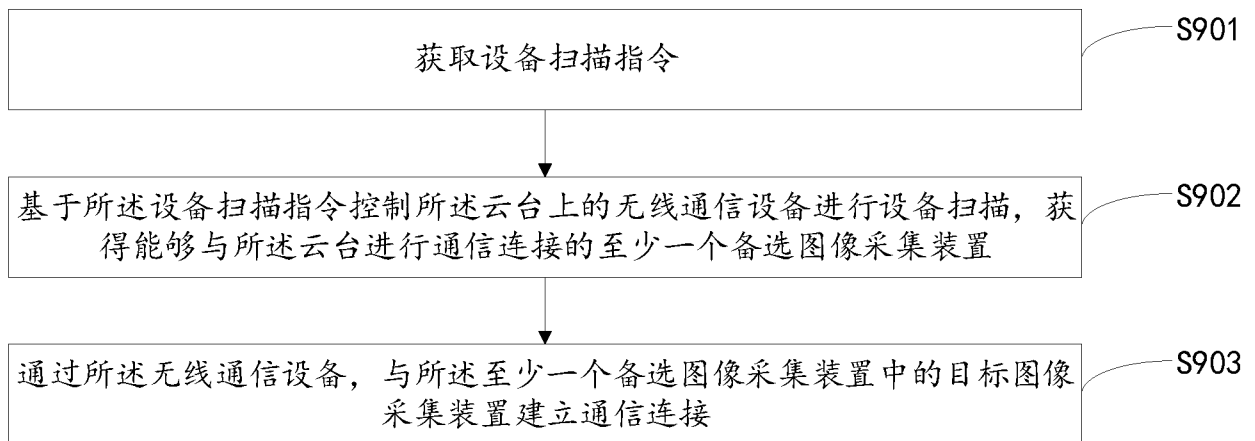 获取设备扫描指令
S901
基于所述设备扫描指令控制所述云台上的无线通信设备进行设备扫描，获
得能够与所述云台进行通信连接的至少一个备选图像采集装置
S902
通过所述无线通信设备，与所述至少一个备选图像采集装置中的目标图像
采集装置建立通信连接
S903